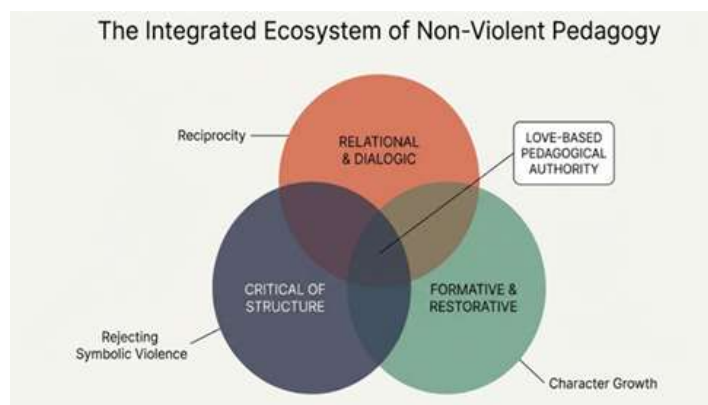 The Integrated Ecosystem of Non-Violent Pedagogy
Reciprocity
RELATIONAL
& DIALOGIC
LOVE-BASED
PEDAGOGICAL
AUTHORITY
CRITICAL OF
STRUCTURE
FORMATIVE &
RESTORATIVE
Rejecting
Symbolic Violence
Character Growth